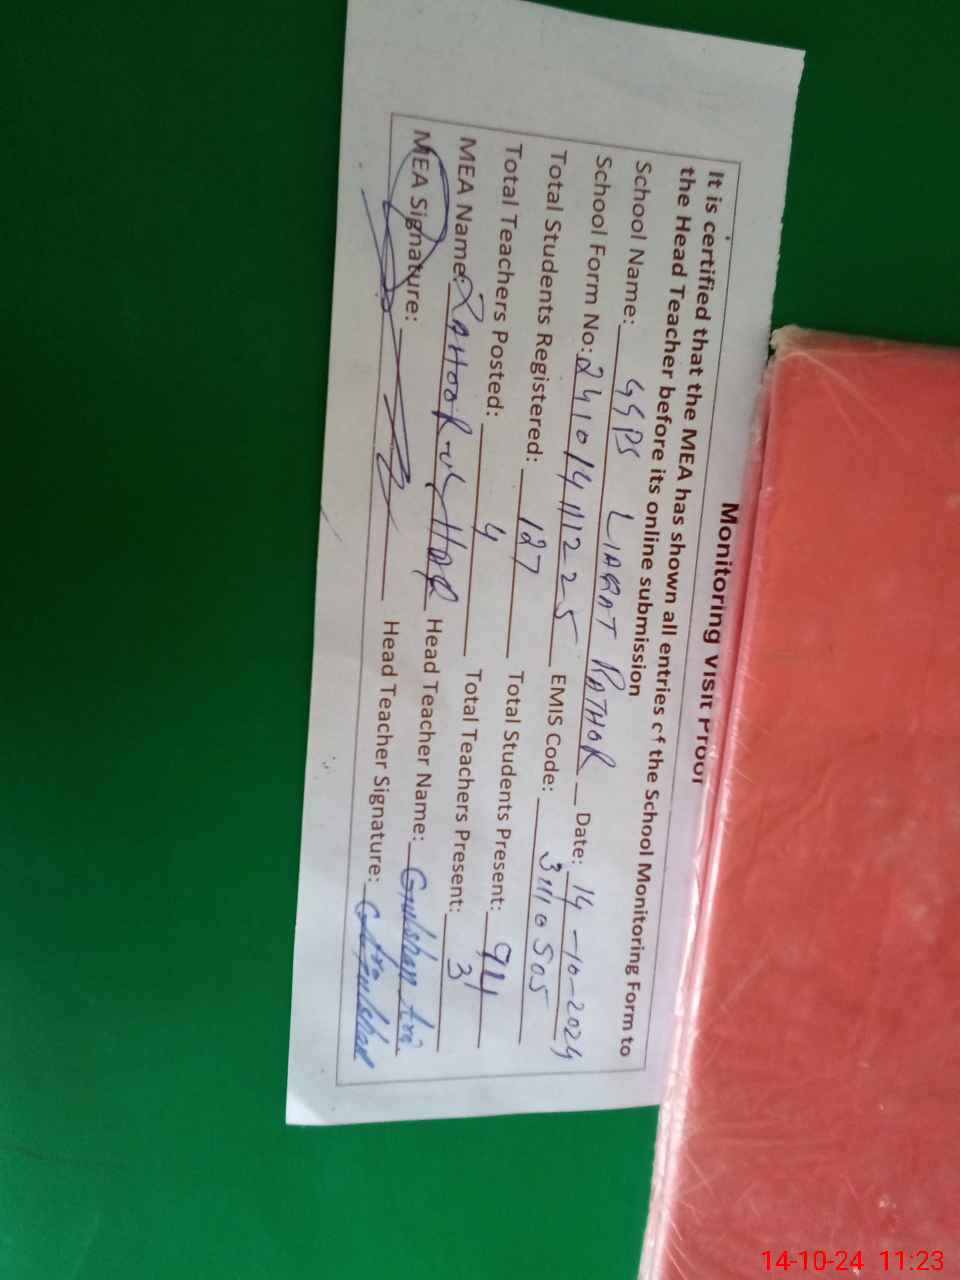 Monitoring Visit Proof
It is certified that the MEA has shown all entries of the School Monitoring Form to
the Head Teacher before its online submission
School Name: GGPS LIAQAT RATHOR Date: 14-10-2024
School Form No: 24101411225 EMIS Code: 31110505
Total Students Registered: 127 Total Students Present: 94
Total Teachers Posted: 4 Total Teachers Present: 3
MEA Name: ZAHOOR-UL-HAQ Head Teacher Name: Gulshan Ara
MEA Signature: Head Teacher Signature: Gulshan
14-10-24 11:23